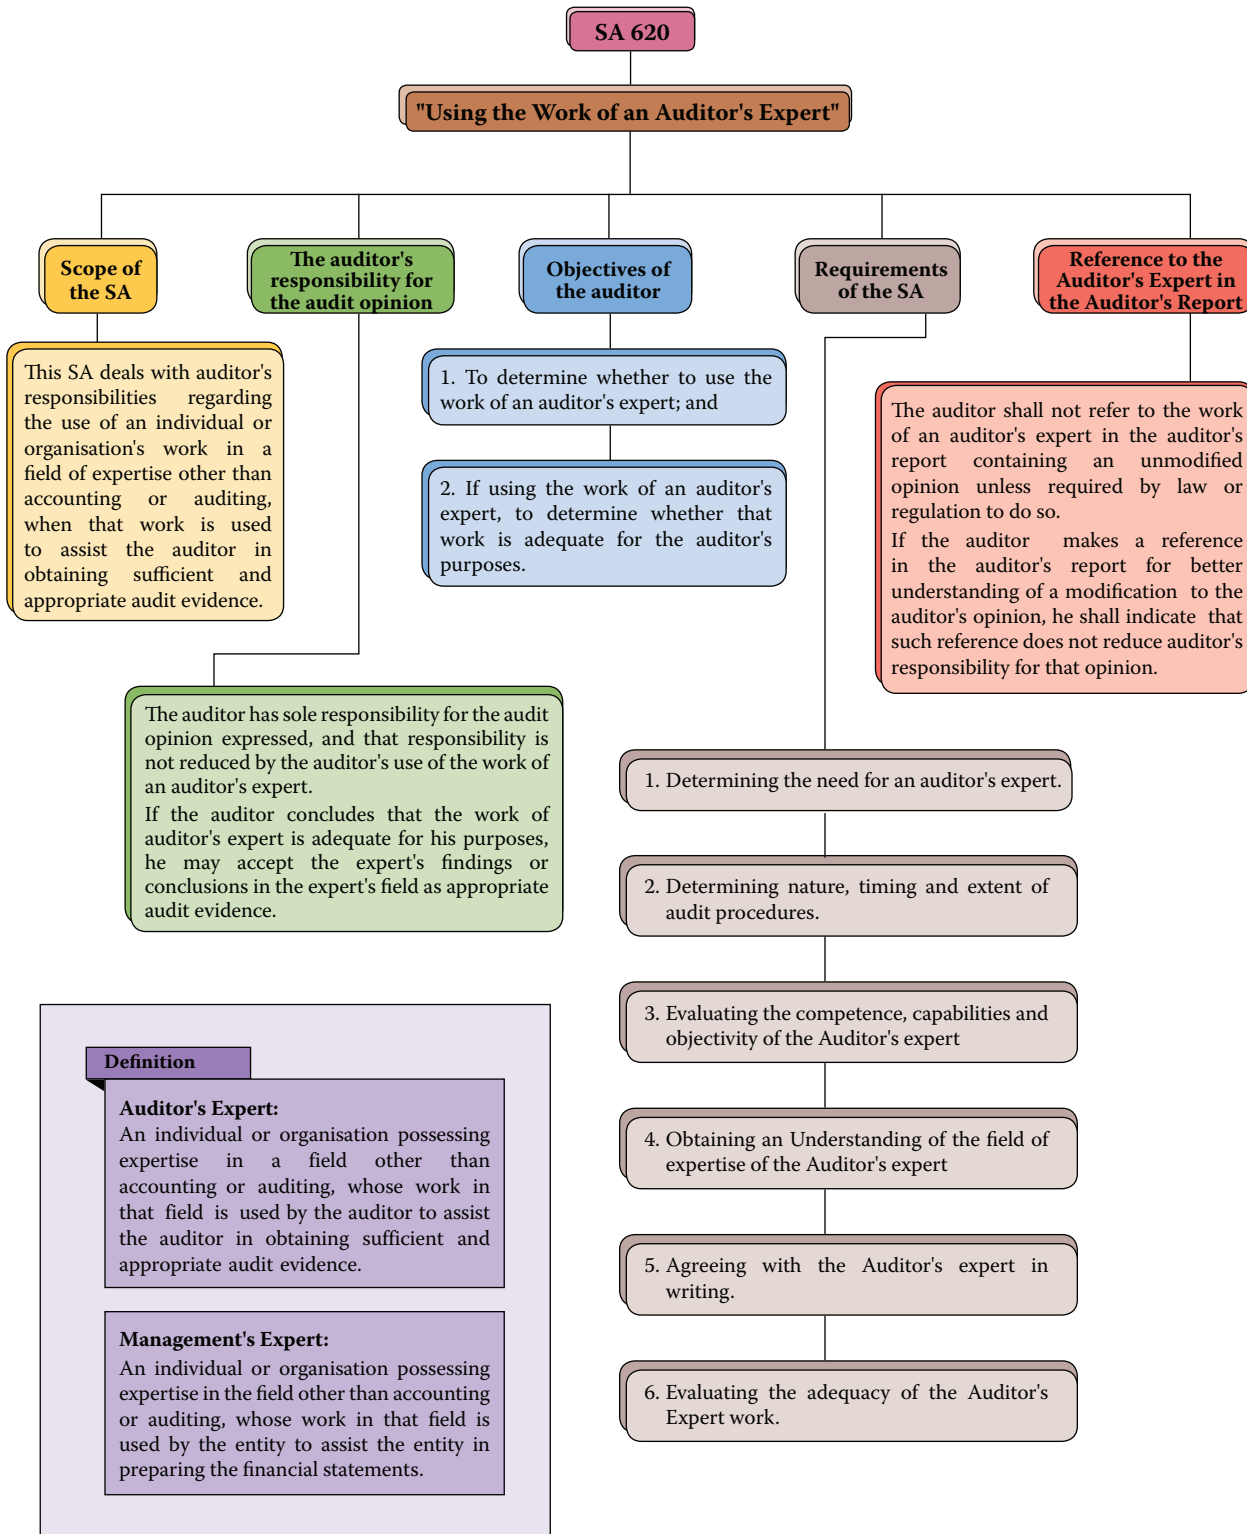 SA 620
"Using the Work of an Auditor's Expert"
Scope of
the SA
The auditor's
responsibility for
the audit opinion
Objectives of
the auditor
Requirements
of the SA
Reference to the
Auditor's Expert in
the Auditor's Report
This SA deals with auditor's
responsibilities regarding
the use of an individual or
organisation's work in a
field of expertise other than
accounting or auditing,
when that work is used
to assist the auditor in
obtaining sufficient and
appropriate audit evidence.
1. To determine whether to use the
work of an auditor's expert; and
2. If using the work of an auditor's
expert, to determine whether that
work is adequate for the auditor's
purposes.
The auditor shall not refer to the work
of an auditor's expert in the auditor's
report containing an unmodified
opinion unless required by law or
regulation to do so.
If the auditor makes a reference
in the auditor's report for better
understanding of a modification to the
auditor's opinion, he shall indicate that
such reference does not reduce auditor's
responsibility for that opinion.
The auditor has sole responsibility for the audit
opinion expressed, and that responsibility is
not reduced by the auditor's use of the work of
an auditor's expert.
If the auditor concludes that the work of
auditor's expert is adequate for his purposes,
he may accept the expert's findings or
conclusions in the expert's field as appropriate
audit evidence.
1. Determining the need for an auditor's expert.
2. Determining nature, timing and extent of
audit procedures.
3. Evaluating the competence, capabilities and
objectivity of the Auditor's expert
4. Obtaining an Understanding of the field of
expertise of the Auditor's expert
5. Agreeing with the Auditor's expert in
writing.
6. Evaluating the adequacy of the Auditor's
Expert work.
Definition
Auditor's Expert:
An individual or organisation possessing
expertise in a field other than
accounting or auditing, whose work in
that field is used by the auditor to assist
the auditor in obtaining sufficient and
appropriate audit evidence.
Management's Expert:
An individual or organisation possessing
expertise in the field other than accounting
or auditing, whose work in that field is
used by the entity to assist the entity in
preparing the financial statements.